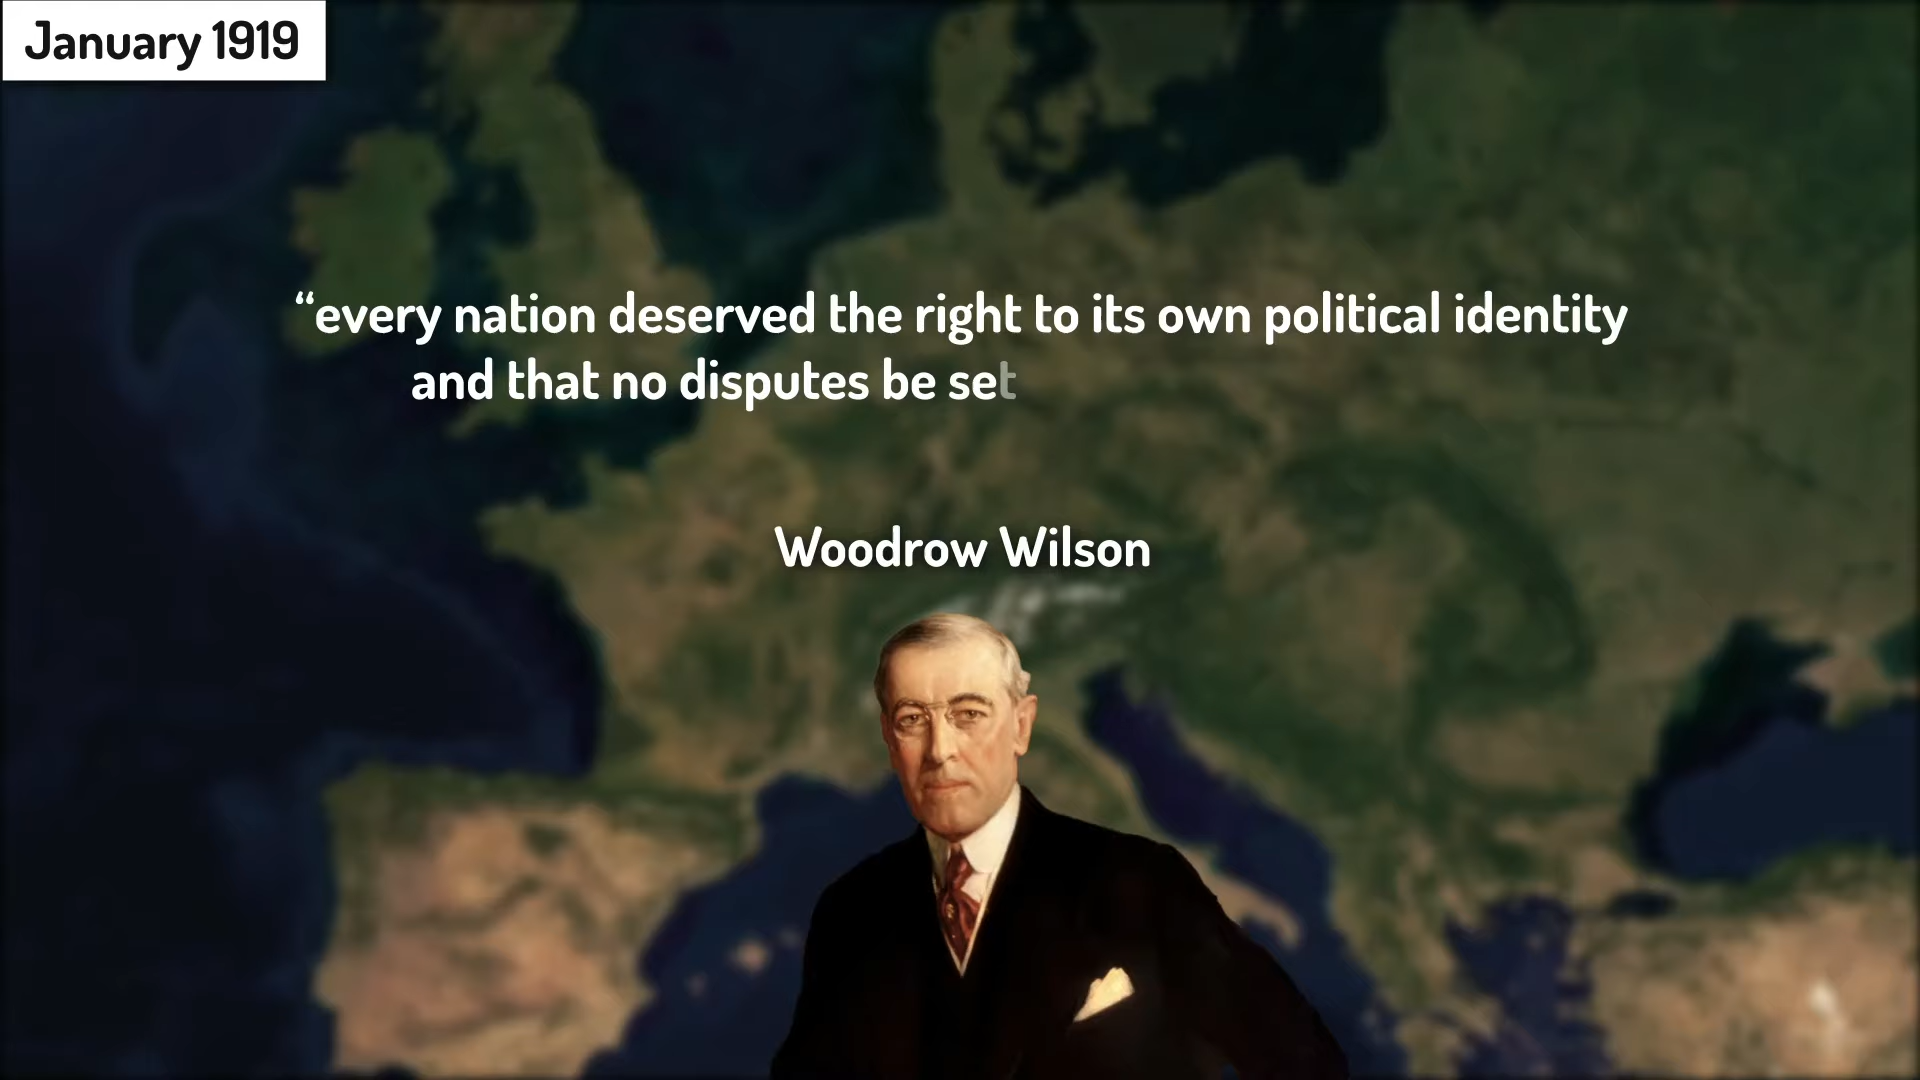 January 1919
“every nation deserved the right to its own political identity
and that no disputes be set
Woodrow Wilson